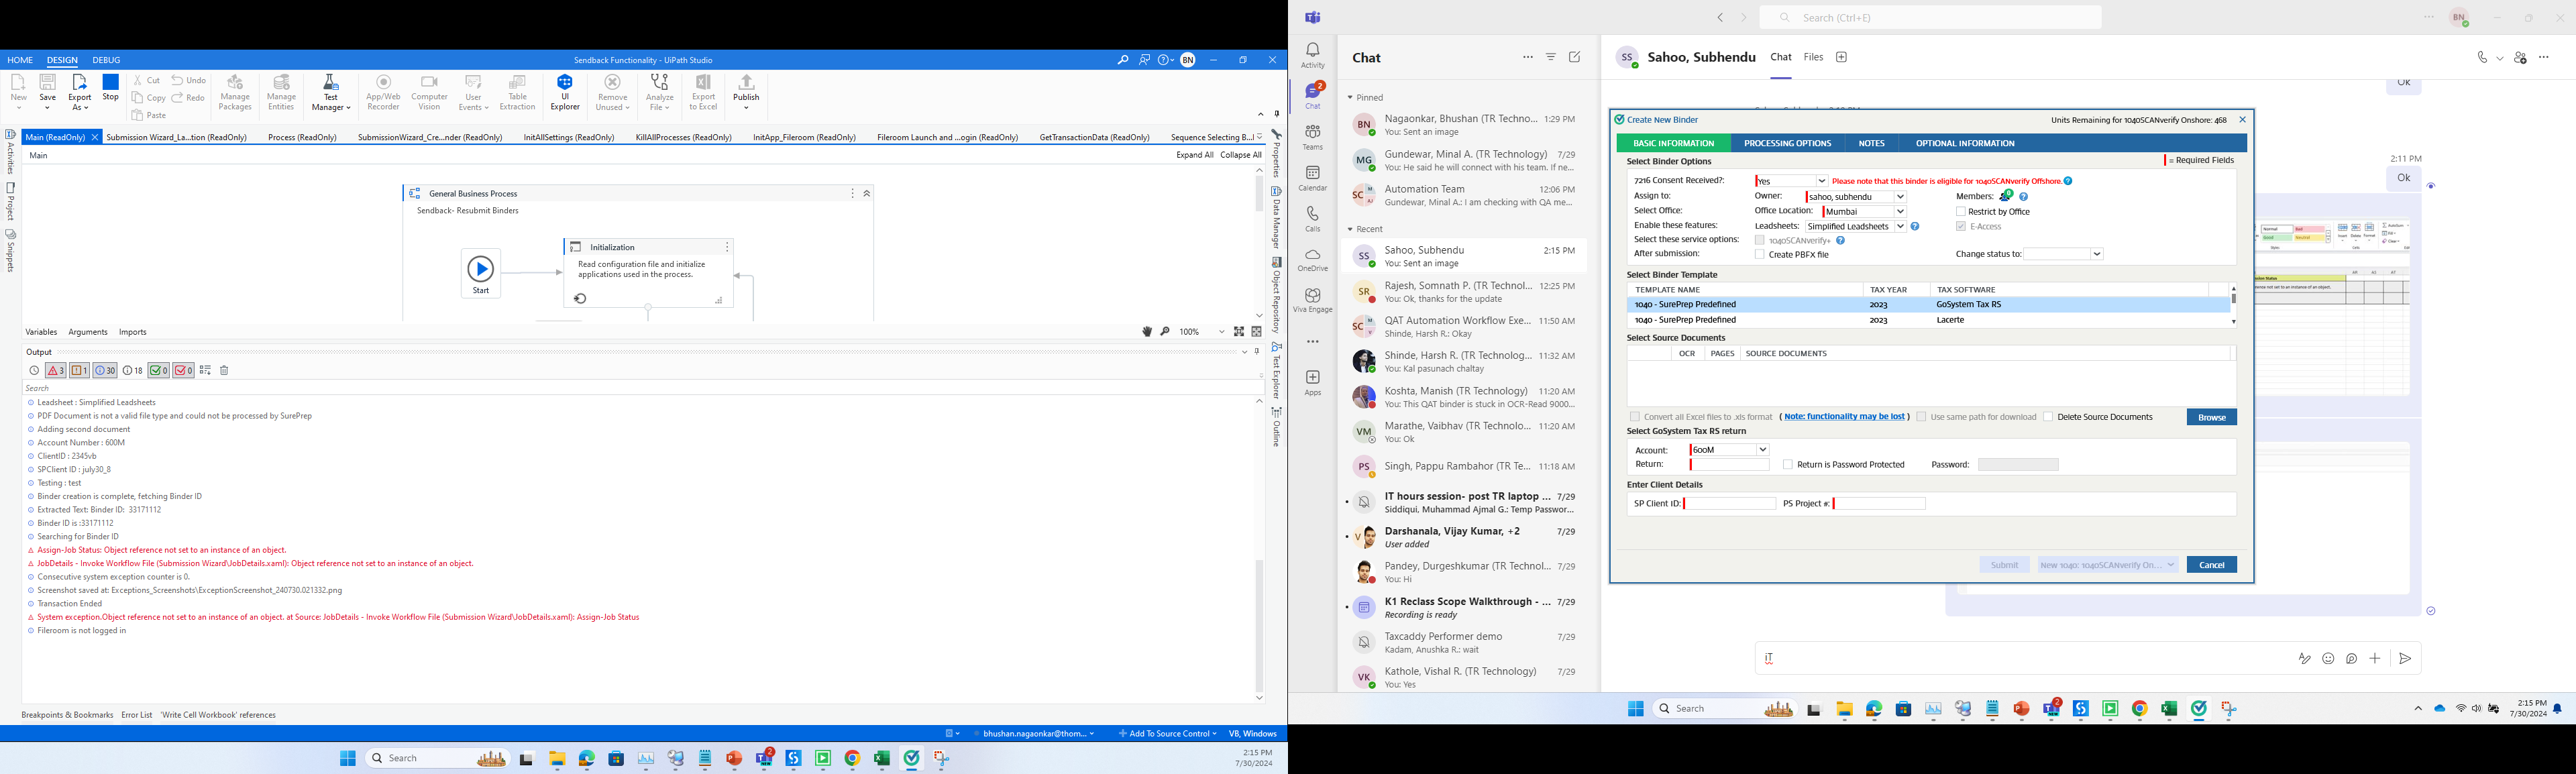 HOME DESIGN DEBUG
Sendback Functionality - UiPath Studio
BN
New
Save
Export As
Stop
Cut
Copy
Paste
Undo
Redo
Manage Packages
Manage Entities
Test Manager
App/Web Recorder
Computer Vision
User Events
Table Extraction
UI Explorer
Remove Unused
Analyze File
Export to Excel
Publish
Main (ReadOnly)
Submission Wizard_La...tion (ReadOnly)
Process (ReadOnly)
SubmissionWizard_Cre...nder (ReadOnly)
InitAllSettings (ReadOnly)
KillAllProcesses (ReadOnly)
InitApp_Fileroom (ReadOnly)
Fileroom Launch and ...ogin (ReadOnly)
GetTransactionData (ReadOnly)
Sequence Selecting B...l
Activities
Project
Snippets
Properties
Data Manager
Object Repository
Test Explorer
Outline
Main
Expand All Collapse All
General Business Process
Sendback- Resubmit Binders
Start
Initialization
Read configuration file and initialize
applications used in the process.
Variables Arguments Imports
100%
Output
3
1
30
18
0
0
Search
Leadsheet : Simplified Leadsheets
PDF Document is not a valid file type and could not be processed by SurePrep
Adding second document
Account Number : 600M
ClientID : 2345vb
SPClient ID : july30_8
Testing : test
Binder creation is complete, fetching Binder ID
Extracted Text: Binder ID: 33171112
Binder ID is :33171112
Searching for Binder ID
Assign-Job Status: Object reference not set to an instance of an object.
JobDetails - Invoke Workflow File (Submission Wizard\JobDetails.xaml): Object reference not set to an instance of an object.
Consecutive system exception counter is 0.
Screenshot saved at: Exceptions_Screenshots\ExceptionScreenshot_240730.021332.png
Transaction Ended
System exception.Object reference not set to an instance of an object. at Source: JobDetails - Invoke Workflow File (Submission Wizard\JobDetails.xaml): Assign-Job Status
Fileroom is not logged in
Breakpoints & Bookmarks Error List 'Write Cell Workbook' references
bhushan.nagaonkar@thom...
Add To Source Control
VB, Windows
Search
2
2:15 PM
7/30/2024
Search (Ctrl+E)
BN
Activity
2
Chat
Teams
Calendar
Calls
OneDrive
Viva Engage
Apps
Chat
Pinned
BN
Nagaonkar, Bhushan (TR Techno... 1:29 PM
You: Sent an image
MG
Gundewar, Minal A. (TR Technology) 7/29
You: He said he will connect with his team. If ne...
Automation Team 12:06 PM
Gundewar, Minal A.: I am checking with QA me...
Recent
SS
Sahoo, Subhendu 2:15 PM
You: Sent an image
SR
Rajesh, Somnath P. (TR Technol... 12:25 PM
You: Ok, thanks for the update
QAT Automation Workflow Exe... 11:50 AM
Shinde, Harsh R.: Okay
Shinde, Harsh R. (TR Technolog... 11:32 AM
You: Kal pasunach chaltay
Koshta, Manish (TR Technology) 11:20 AM
You: This QAT binder is stuck in OCR-Read 9000...
VM
Marathe, Vaibhav (TR Technolo... 11:20 AM
You: Ok
PS
Singh, Pappu Rambahor (TR Te... 11:18 AM
IT hours session- post TR laptop ... 7/29
Siddiqui, Muhammad Ajmal G.: Temp Passwor...
Darshanala, Vijay Kumar, +2 7/29
User added
Pandey, Durgeshkumar (TR Technol... 7/29
You: Hi
K1 Reclass Scope Walkthrough - ... 7/29
Recording is ready
Taxcaddy Performer demo 7/29
Kadam, Anushka R.: wait
VK
Kathole, Vishal R. (TR Technology) 7/29
You: Yes
SS
Sahoo, Subhendu
Chat Files
Ok
2:11 PM
Ok
Create New Binder
Units Remaining for 1040SCANverify Onshore: 468
BASIC INFORMATION
PROCESSING OPTIONS
NOTES
OPTIONAL INFORMATION
Select Binder Options
= Required Fields
7216 Consent Received?:
Yes
Please note that this binder is eligible for 1040SCANverify Offshore.
Assign to:
Owner:
sahoo, subhendu
Members:
0
Select Office:
Office Location:
Mumbai
Restrict by Office
Enable these features:
Leadsheets:
Simplified Leadsheets
E-Access
Select these service options:
1040SCANverify+
After submission:
Create PBFX file
Change status to:
Select Binder Template
TEMPLATE NAME TAX YEAR TAX SOFTWARE
1040 - SurePrep Predefined 2023 GoSystem Tax RS
1040 - SurePrep Predefined 2023 Lacerte
Select Source Documents
OCR PAGES SOURCE DOCUMENTS
Convert all Excel files to .xls format ( Note: functionality may be lost )
Use same path for download
Delete Source Documents
Browse
Select GoSystem Tax RS return
Account:
600M
Return:
Return is Password Protected
Password:
Enter Client Details
SP Client ID:
PS Project #:
Submit
New 1040: 1040SCANverify On...
Cancel
iT
Search
2
2:15 PM
7/30/2024